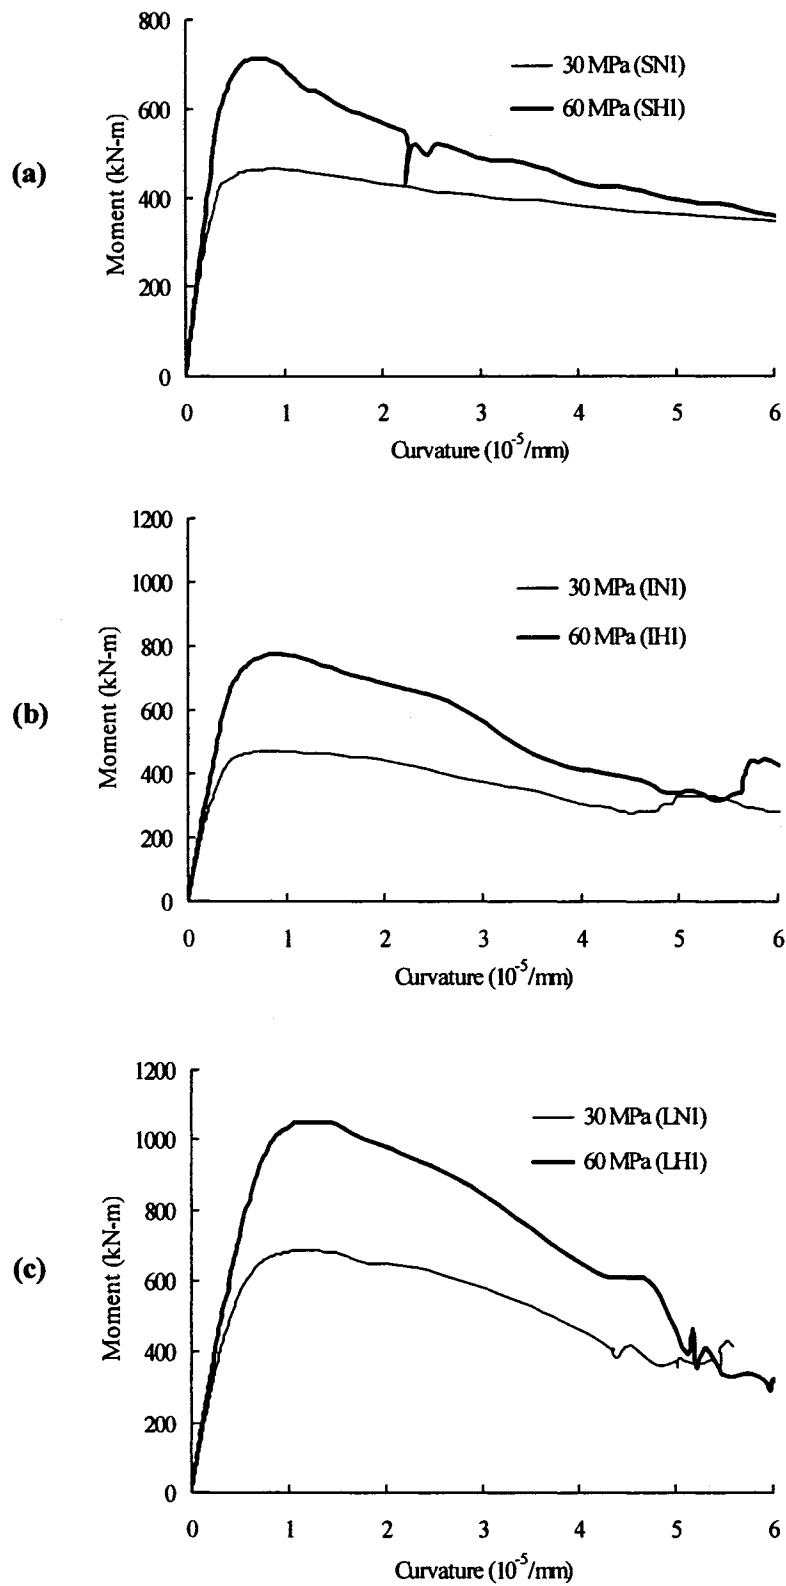 (a)
Moment (kN-m)
800
600
400
200
0
30 MPa (SN1)
60 MPa (SH1)
0 1 2 3 4 5 6
Curvature (10⁻⁵/mm)
(b)
Moment (kN-m)
1200
1000
800
600
400
200
0
30 MPa (IN1)
60 MPa (IH1)
0 1 2 3 4 5 6
Curvature (10⁻⁵/mm)
(c)
Moment (kN-m)
1200
1000
800
600
400
200
0
30 MPa (LN1)
60 MPa (LH1)
0 1 2 3 4 5 6
Curvature (10⁻⁵/mm)